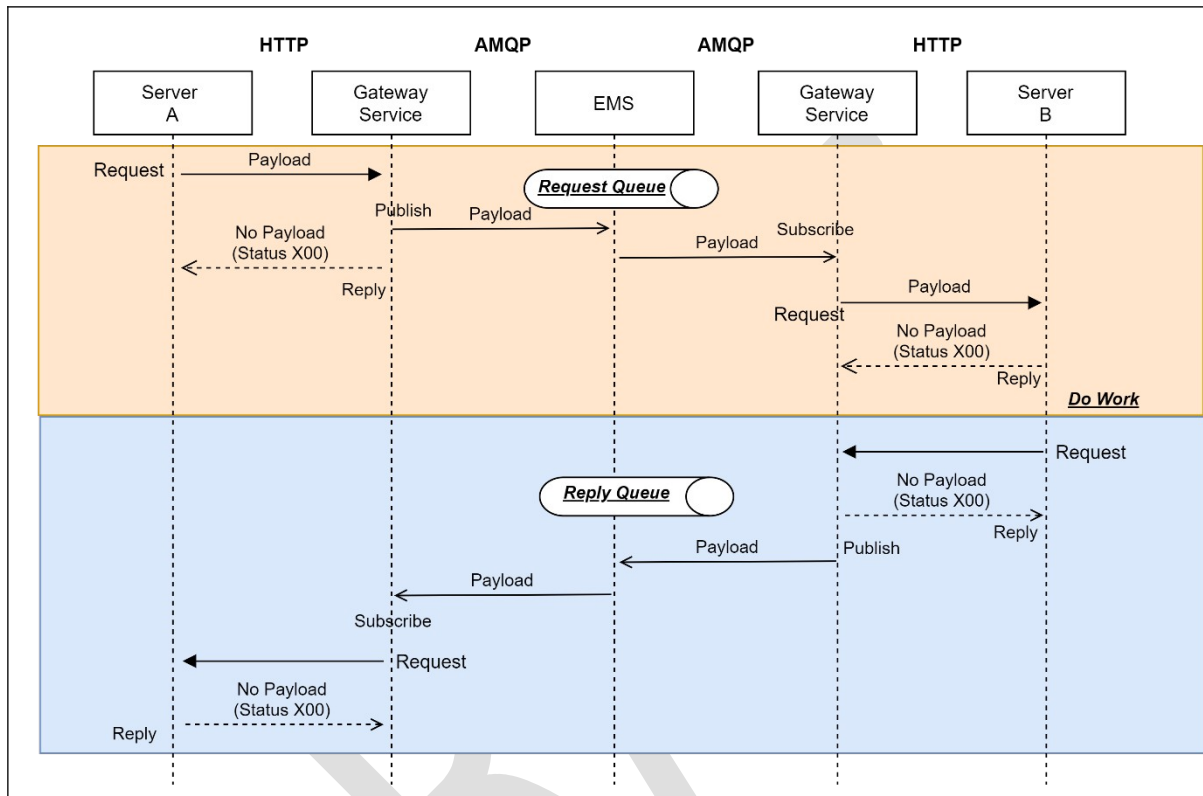 HTTP
AMQP
AMQP
HTTP
Server
A
Gateway
Service
EMS
Gateway
Service
Server
B
Request
Payload
Request Queue
Publish
Payload
No Payload
(Status X00)
Reply
Subscribe
Payload
Request
Payload
No Payload
(Status X00)
Reply
Do Work
Request
No Payload
(Status X00)
Reply
Reply Queue
Payload
Publish
Payload
Subscribe
Request
No Payload
(Status X00)
Reply